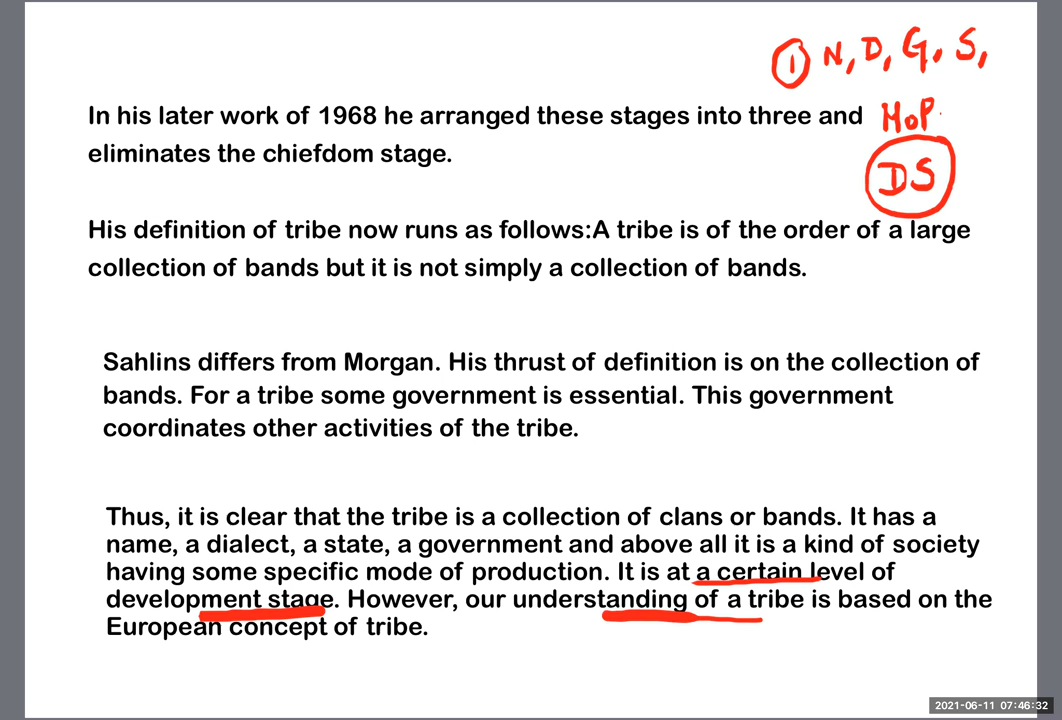 ① N, D, G, S,
In his later work of 1968 he arranged these stages into three and
MoP
eliminates the chiefdom stage.
DS
His definition of tribe now runs as follows:A tribe is of the order of a large
collection of bands but it is not simply a collection of bands.
Sahlins differs from Morgan. His thrust of definition is on the collection of
bands. For a tribe some government is essential. This government
coordinates other activities of the tribe.
Thus, it is clear that the tribe is a collection of clans or bands. It has a
name, a dialect, a state, a government and above all it is a kind of society
having some specific mode of production. It is at a certain level of
development stage. However, our understanding of a tribe is based on the
European concept of tribe.
2021-06-11 07:46:32